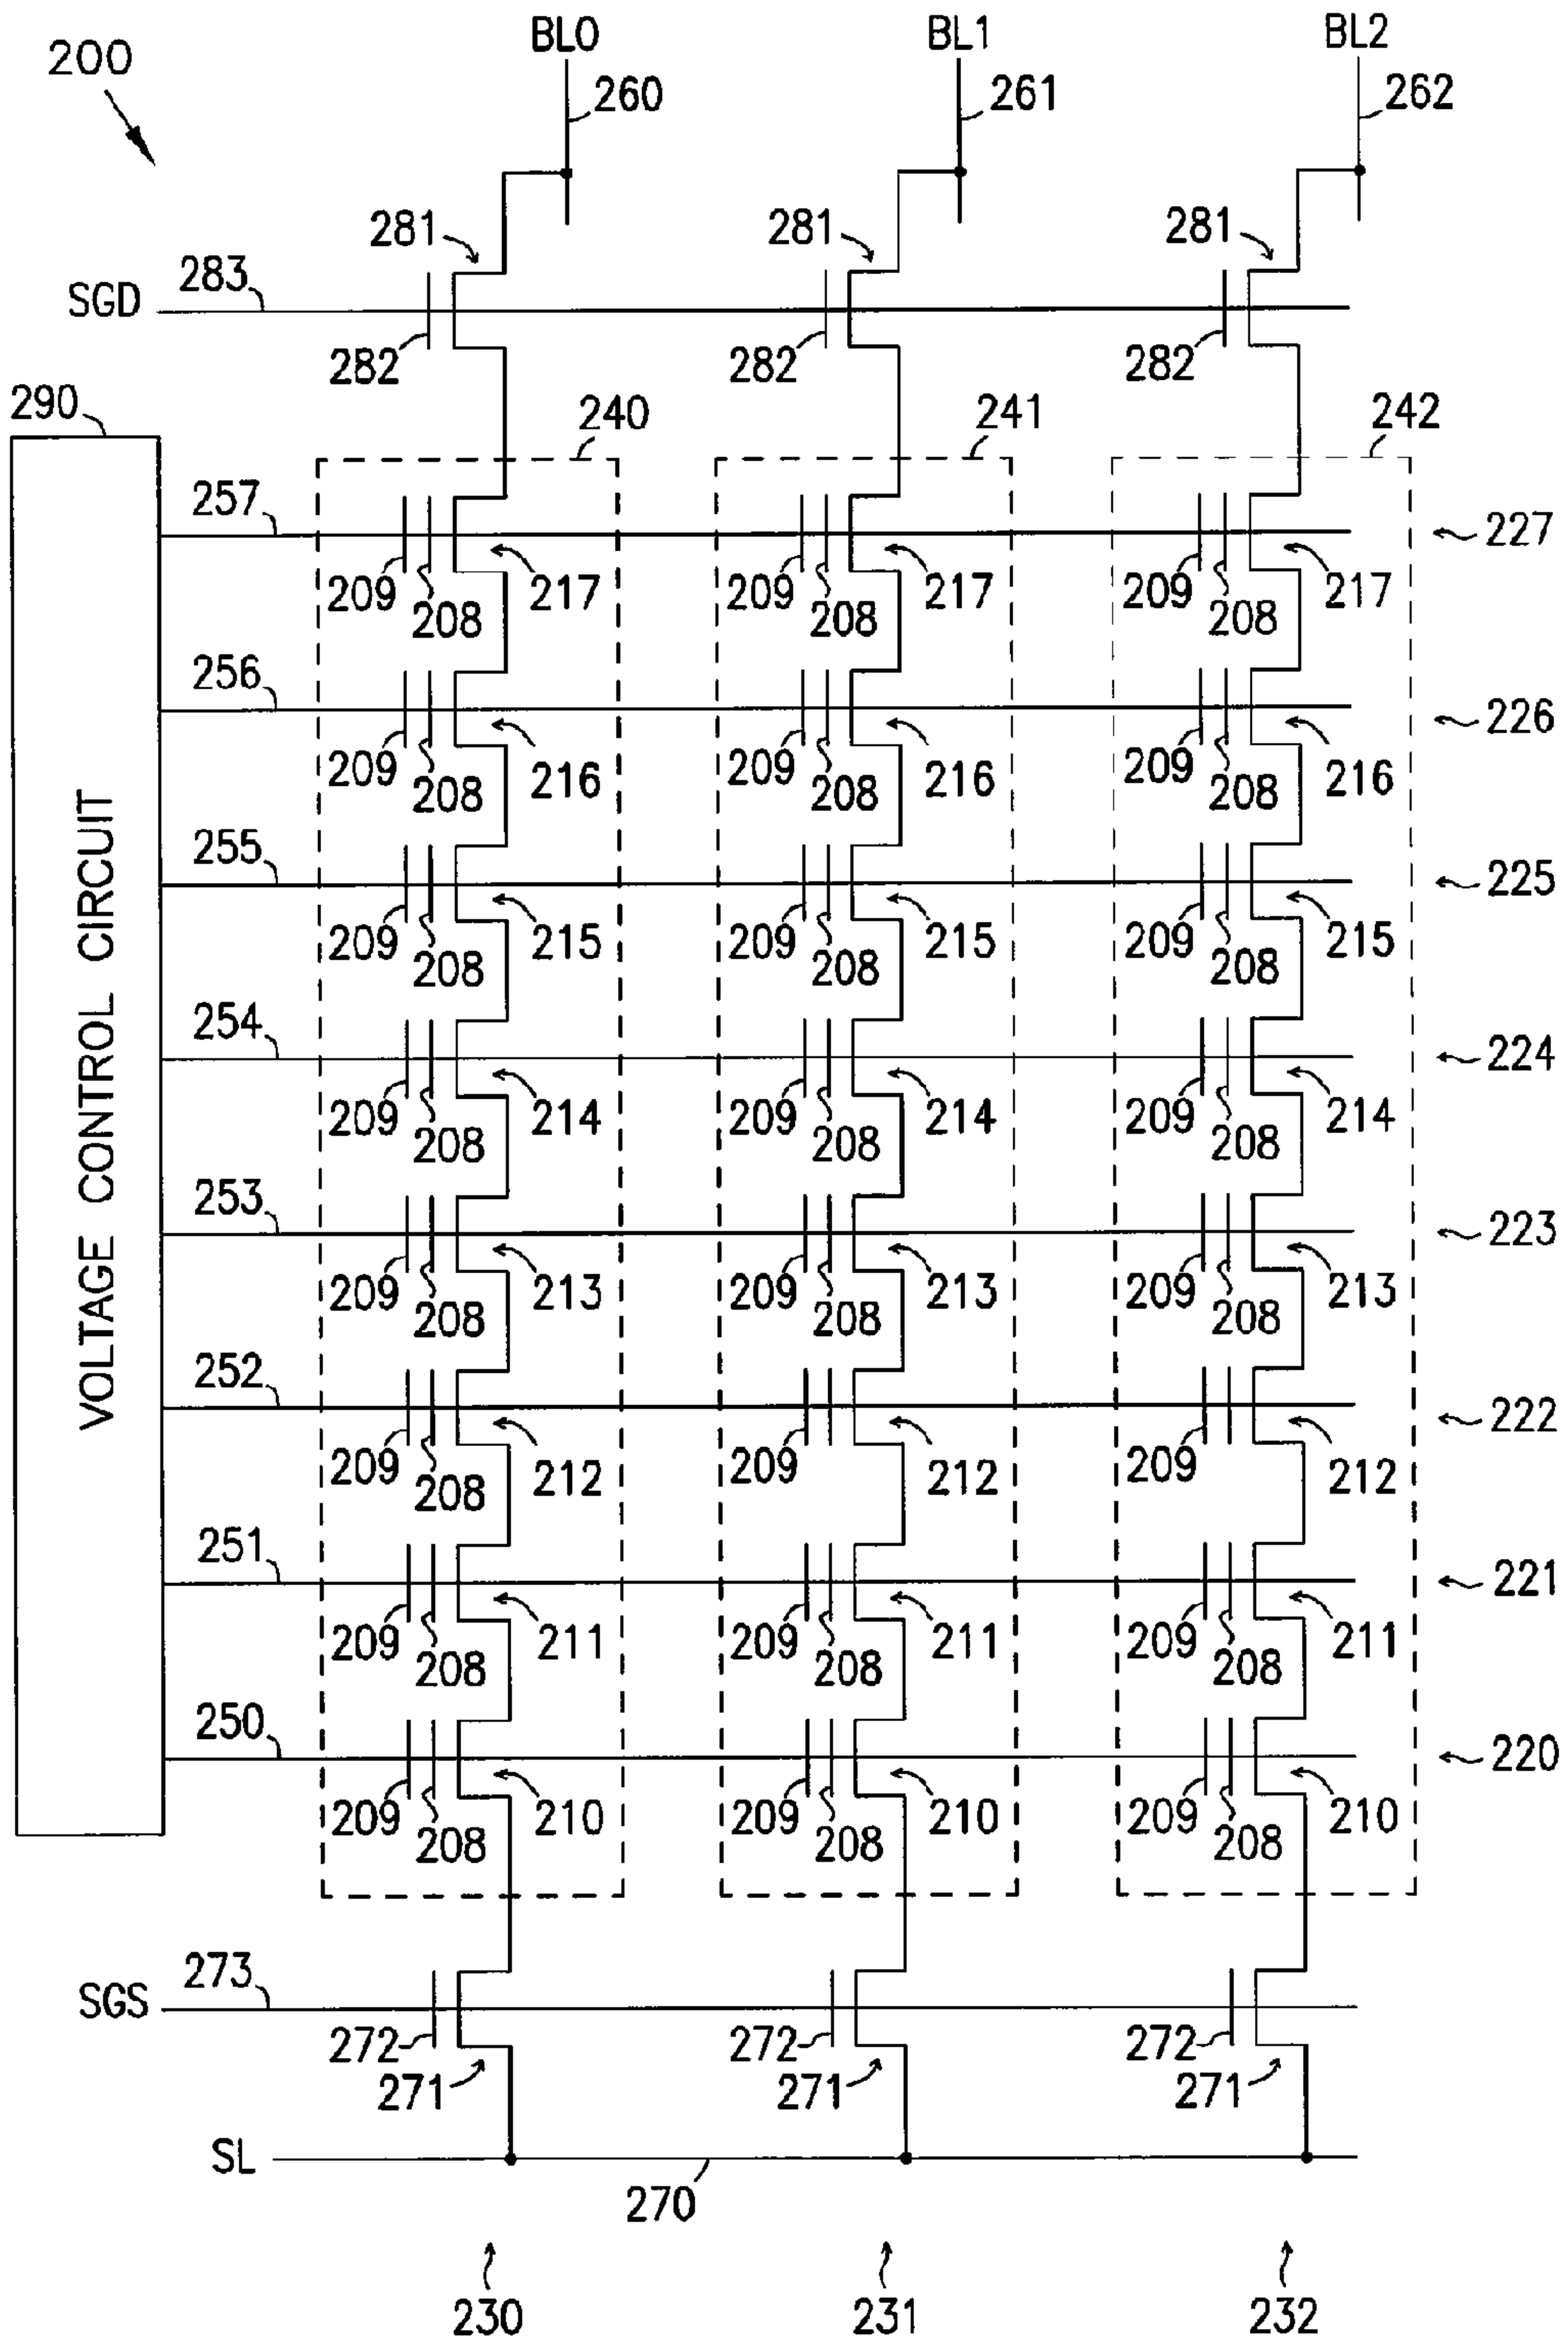 BL0 BL1 BL2
200
260 261 262
281 281 281
SGD 283
282 282 282
290
240 241 242
257 227
209 208 217 209 208 217 209 208 217
256 226
209 208 216 209 208 216 209 208 216
255 225
209 208 215 209 208 215 209 208 215
254 224
209 208 214 209 208 214 209 208 214
253 223
209 208 213 209 208 213 209 208 213
252 222
209 208 212 209 212 209 212
251 221
209 208 211 209 208 211 209 208 211
250 220
209 208 210 209 208 210 209 208 210
VOLTAGE CONTROL CIRCUIT
SGS 273
272 272 272
271 271 271
SL
270
230 231 232